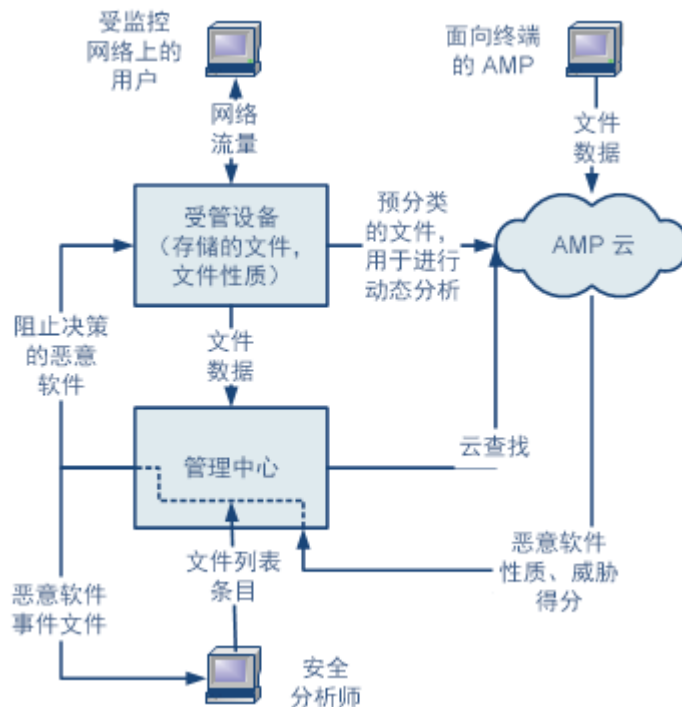 受监控
网络上的
用户
面向终端
的 AMP
网络
流量
文件
数据
受管设备
（存储的文件，
文件性质）
预分类
的文件，
用于进行
动态分析
AMP 云
阻止决策
的恶意
软件
文件
数据
管理中心
云查找
文件列表
条目
恶意软件
性质、威胁
得分
恶意软件
事件文件
安全
分析师